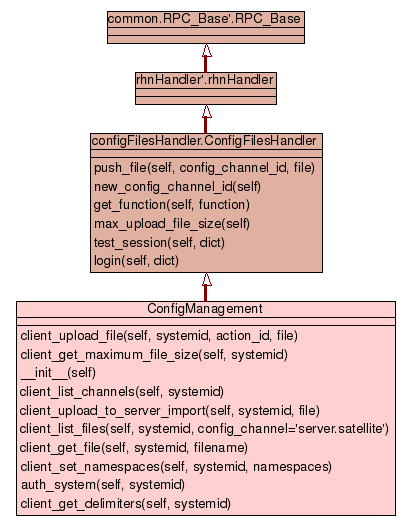 common.RPC_Base'.RPC_Base
rhnHandler'.rhnHandler
configFilesHandler.ConfigFilesHandler
push_file(self, config_channel_id, file)
new_config_channel_id(self)
get_function(self, function)
max_upload_file_size(self)
test_session(self, dict)
login(self, dict)
ConfigManagement
client_upload_file(self, systemid, action_id, file)
client_get_maximum_file_size(self, systemid)
__init__(self)
client_list_channels(self, systemid)
client_upload_to_server_import(self, systemid, file)
client_list_files(self, systemid, config_channel='server.satellite')
client_get_file(self, systemid, filename)
client_set_namespaces(self, systemid, namespaces)
auth_system(self, systemid)
client_get_delimiters(self, systemid)